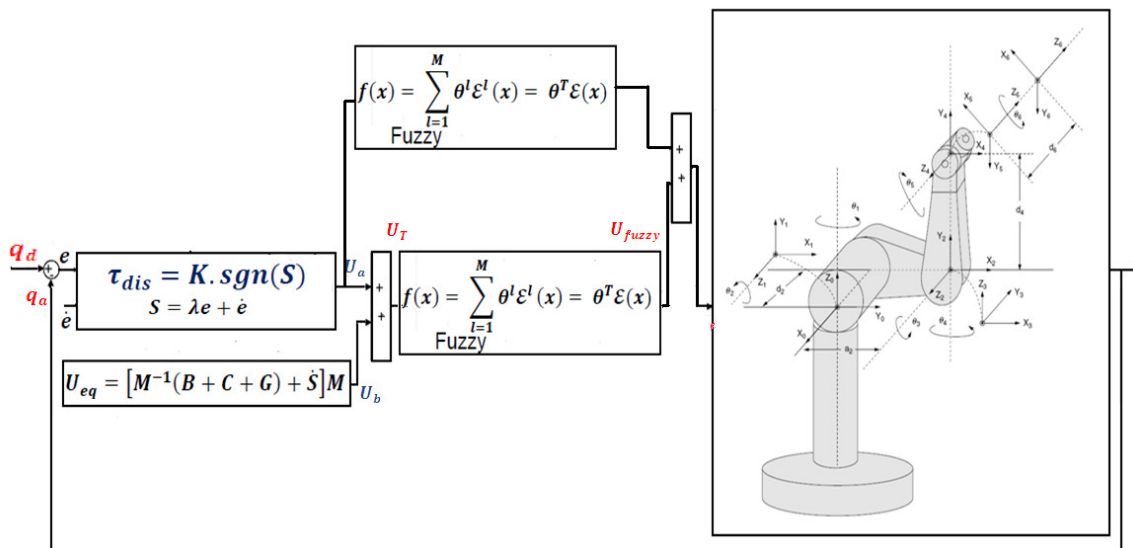 f(x) = \sum_{l=1}^{M} θ^l ε^l(x) = θ^T ε(x)
Fuzzy
+
+
q_d
+
-
e
q_a
ė
τ_dis = K.sgn(S)
S = λe + ė
U_a
U_T
+
+
f(x) = \sum_{l=1}^{M} θ^l ε^l(x) = θ^T ε(x)
Fuzzy
U_fuzzy
U_eq = [M^{-1}(B + C + G) + Ṡ]M
U_b
Z_6
X_6
Z_5
X_5
θ_6
Y_6
Y_4
d_6
X_4
Y_5
Z_4
θ_5
θ_1
d_4
Y_1
X_1
Y_2
X_2
Z_1
θ_2
d_2
Z_0
Z_2
Z_3
Y_3
X_0
Y_0
θ_3
θ_4
X_3
a_2